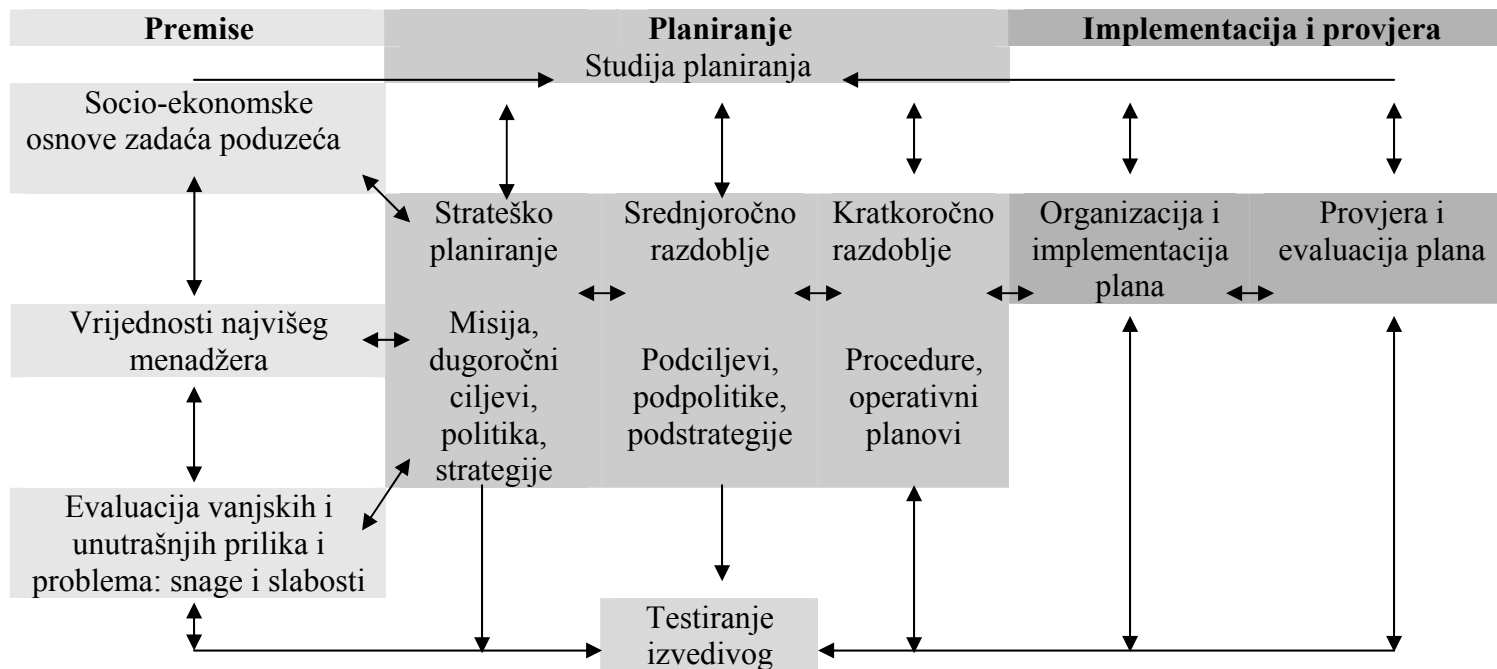 Premise
Planiranje
Implementacija i provjera
Studija planiranja
Socio-ekonomske
osnove zadaća poduzeća
Vrijednosti najvišeg
menadžera
Evaluacija vanjskih i
unutrašnjih prilika i
problema: snage i slabosti
Strateško
planiranje
Misija,
dugoročni
ciljevi,
politika,
strategije
Srednjoročno
razdoblje
Podciljevi,
podpolitike,
podstrategije
Kratkoročno
razdoblje
Procedure,
operativni
planovi
Organizacija i
implementacija
plana
Provjera i
evaluacija plana
Testiranje
izvedivog